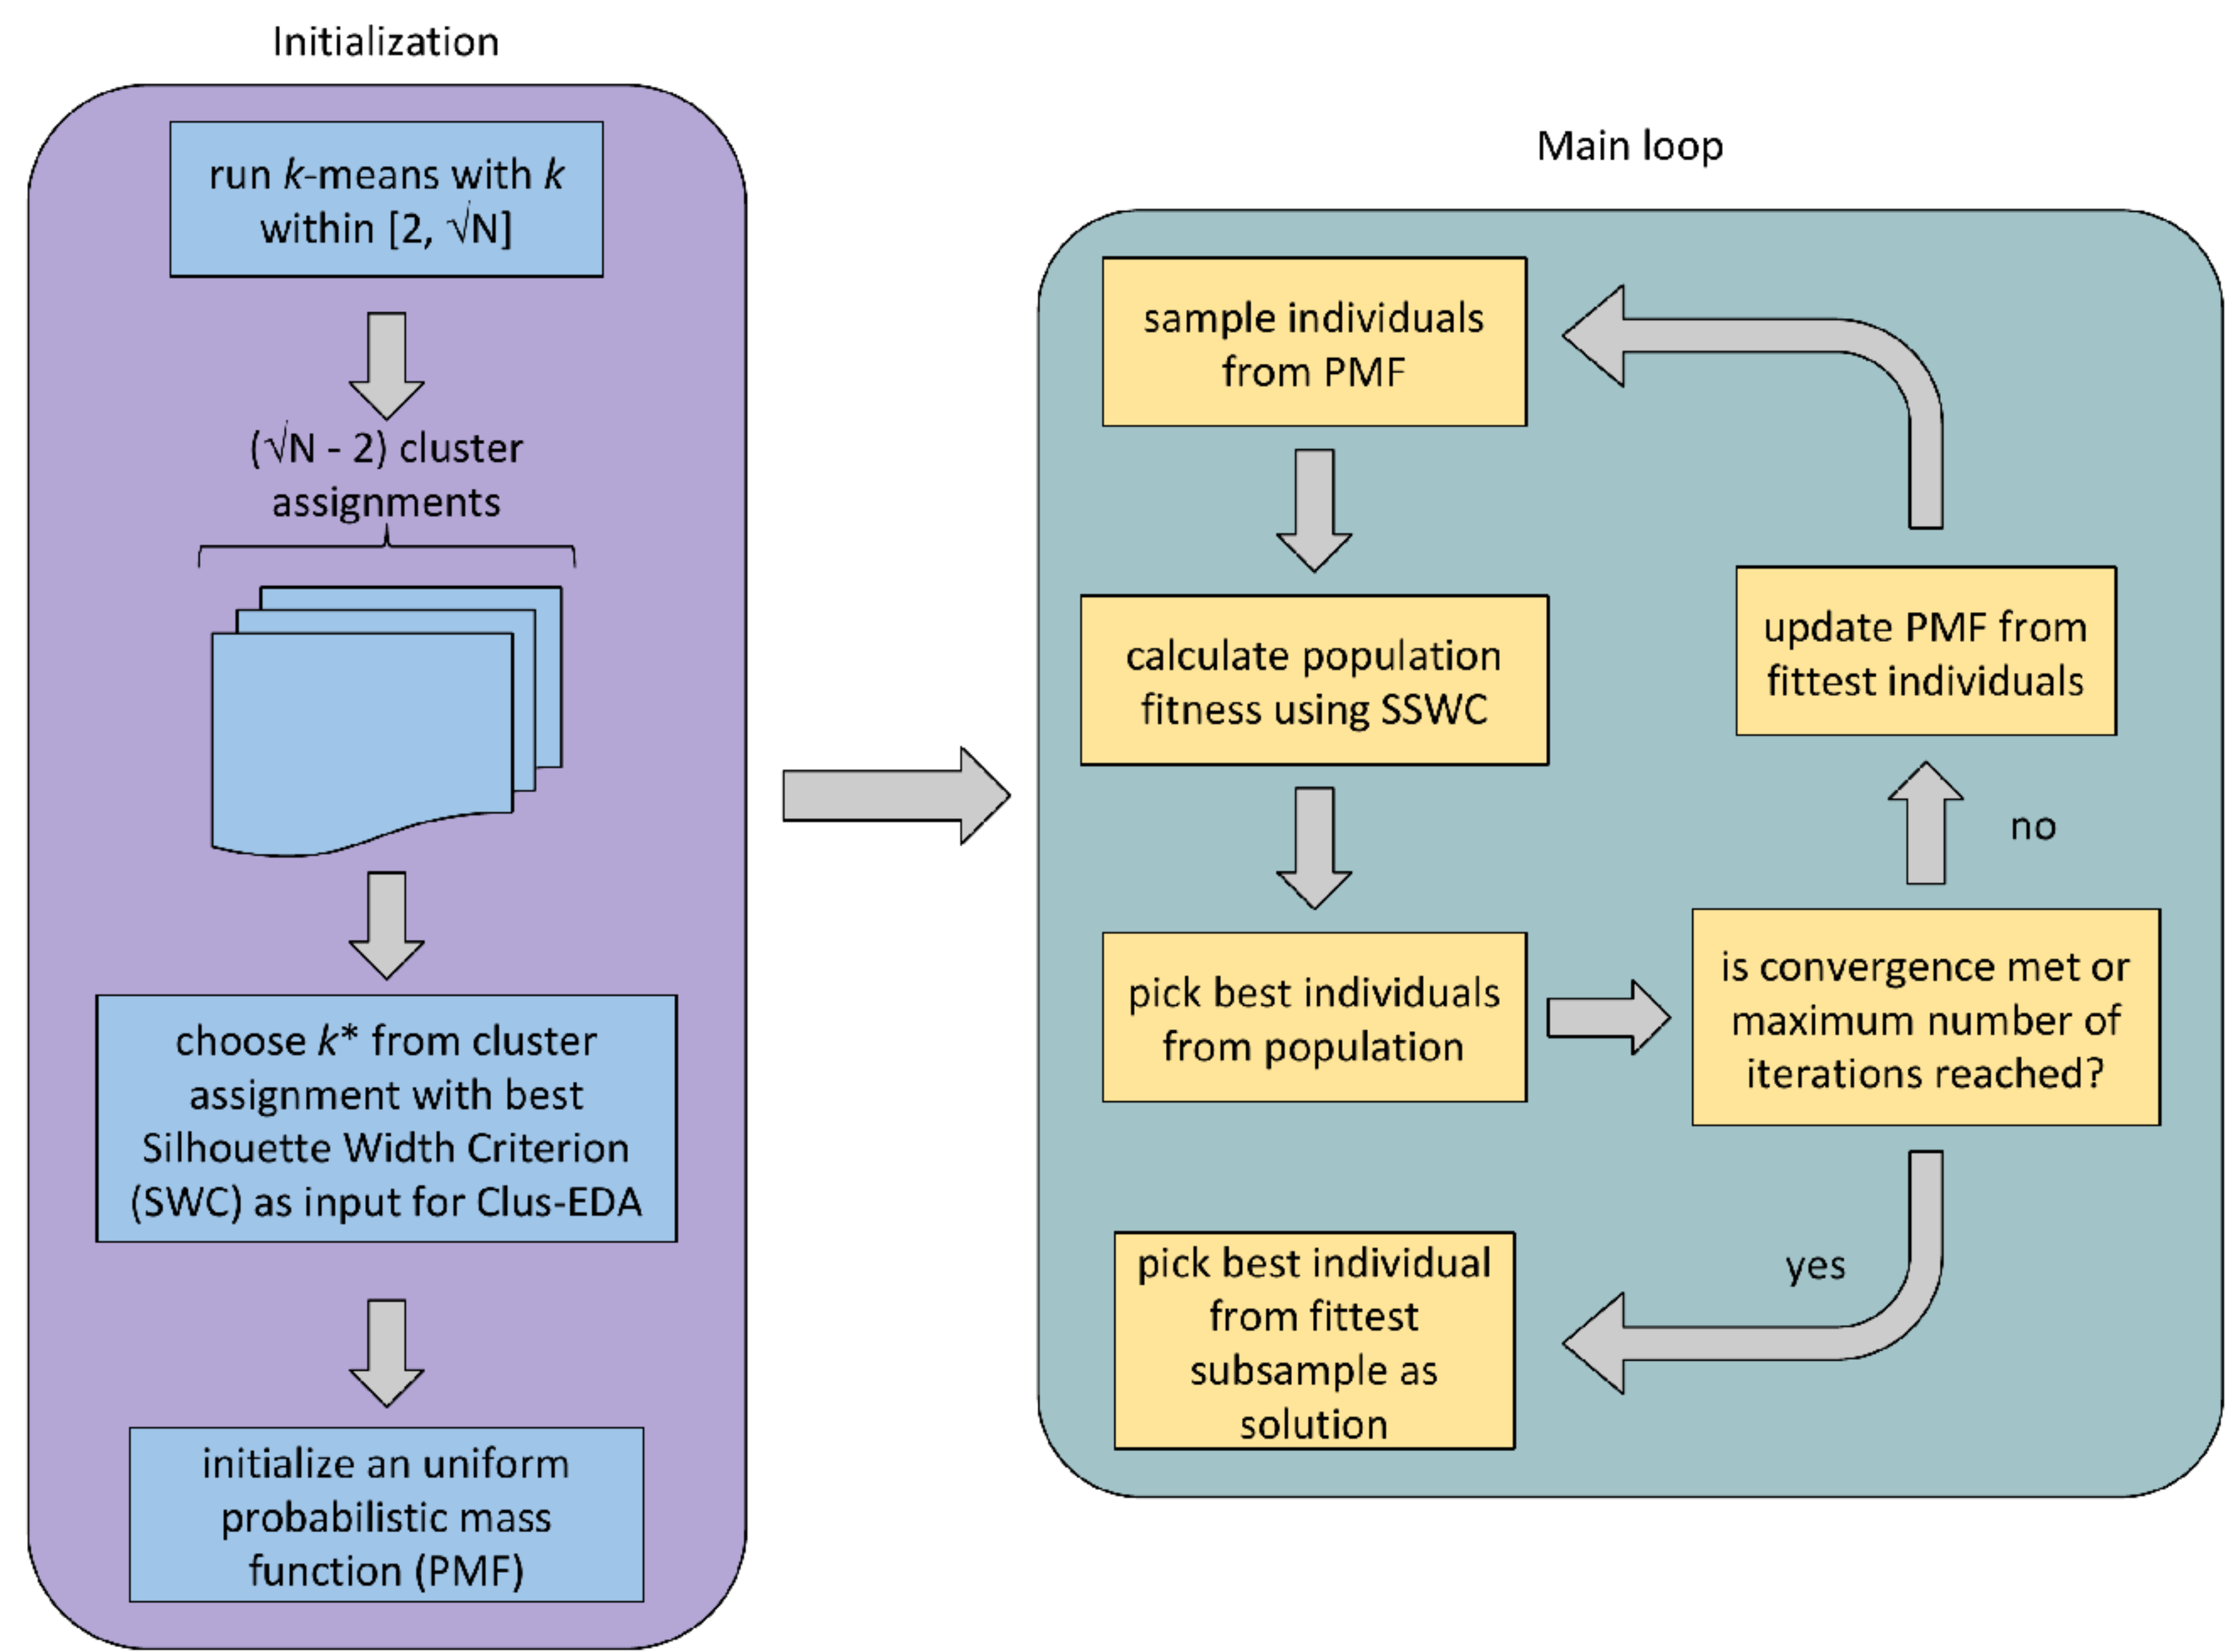 Initialization
run k-means with k
within [2, √N]
(√N - 2) cluster
assignments
choose k* from cluster
assignment with best
Silhouette Width Criterion
(SWC) as input for Clus-EDA
initialize an uniform
probabilistic mass
function (PMF)
Main loop
sample individuals
from PMF
calculate population
fitness using SSWC
pick best individuals
from population
is convergence met or
maximum number of
iterations reached?
no
update PMF from
fittest individuals
yes
pick best individual
from fittest
subsample as
solution